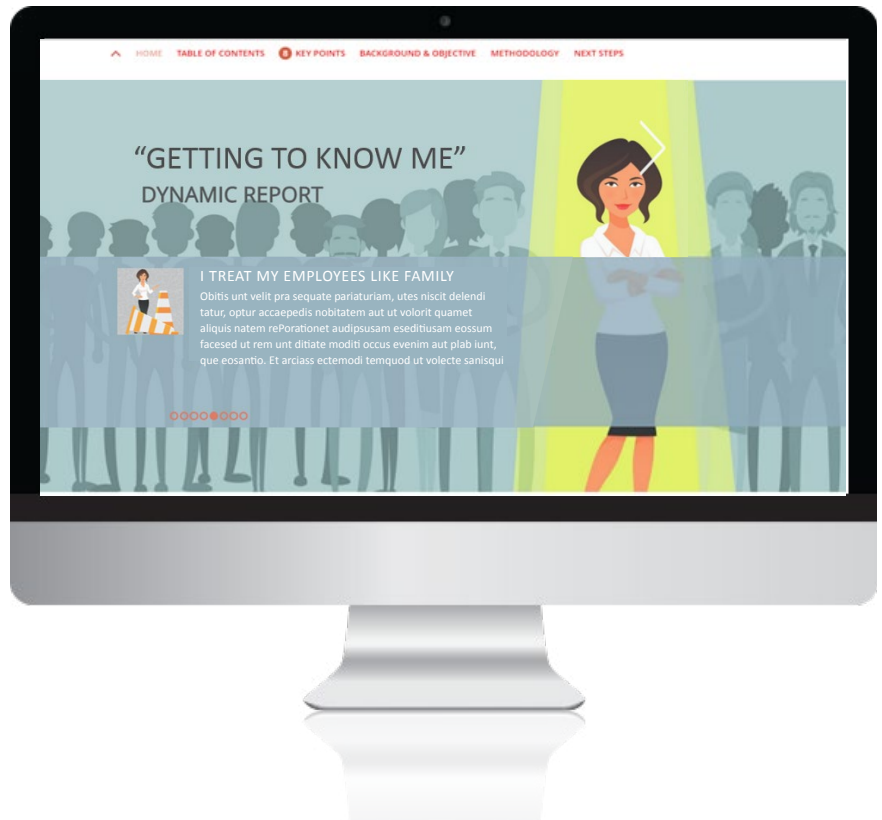 HOME TABLE OF CONTENTS 8 KEY POINTS BACKGROUND & OBJECTIVE METHODOLOGY NEXT STEPS
“GETTING TO KNOW ME”
DYNAMIC REPORT
I TREAT MY EMPLOYEES LIKE FAMILY
Obitis unt velit pra sequate pariaturiam, utes niscit delendi
tatur, optur accaepedis nobitatem aut ut volorit quamet
aliquis natem rePorationet audipsusam eseditiusam eossum
facesed ut rem unt ditiate moditi occus evenim aut plab iunt,
que eosantio. Et arciass ectemodi temquod ut volecte sanisqui